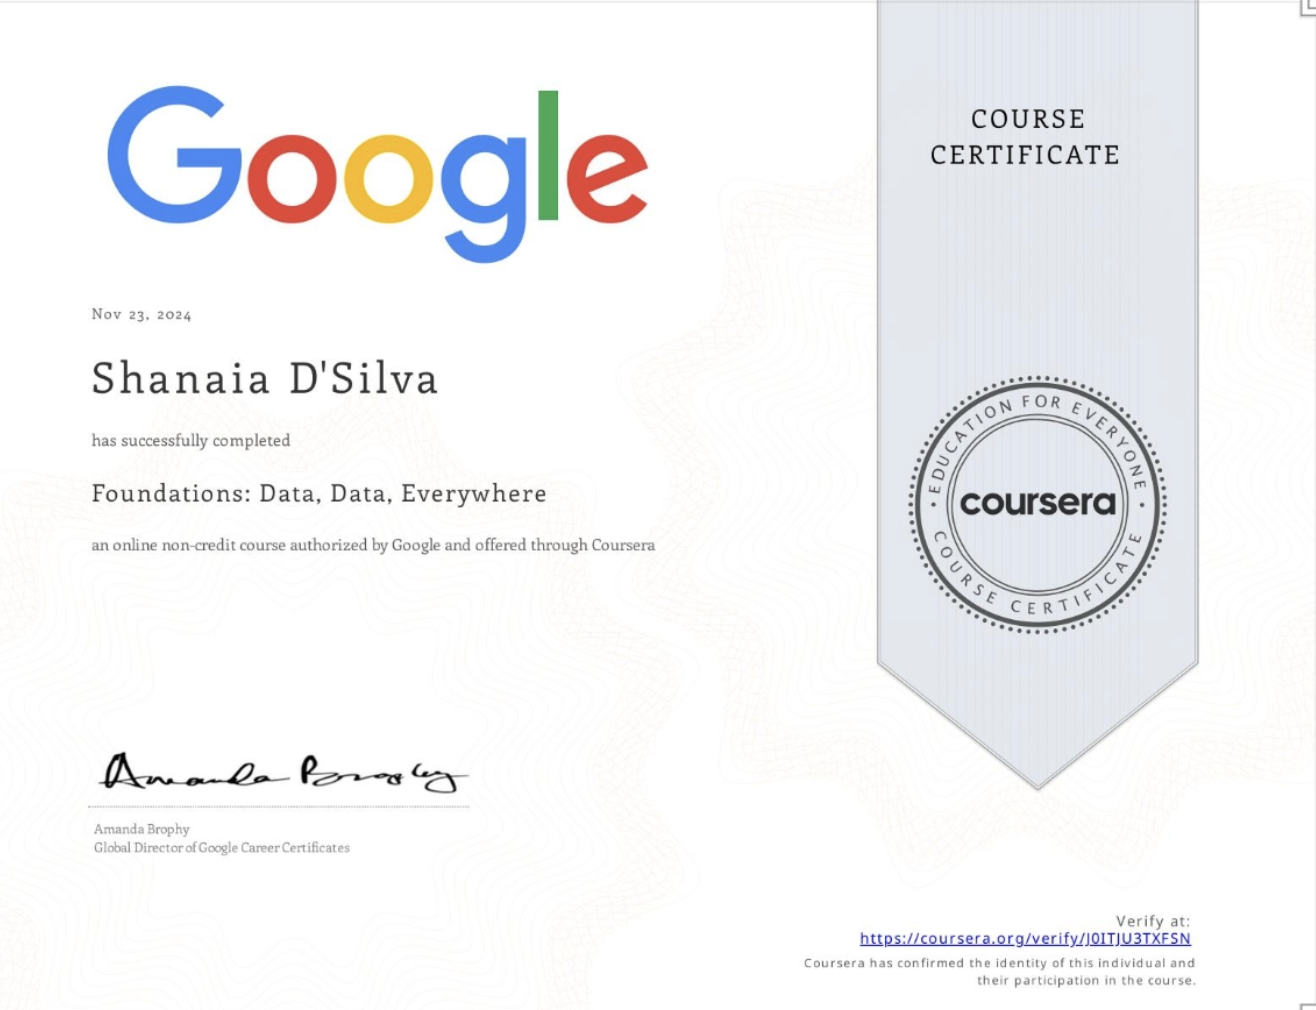 Google
COURSE
CERTIFICATE
Nov 23, 2024
Shanaia D'Silva
has successfully completed
Foundations: Data, Data, Everywhere
an online non-credit course authorized by Google and offered through Coursera
EDUCATION FOR EVERYONE
coursera
COURSE CERTIFICATE
Amanda Brophy
Amanda Brophy
Global Director of Google Career Certificates
Verify at:
https://coursera.org/verify/J0ITJU3TXFSN
Coursera has confirmed the identity of this individual and
their participation in the course.